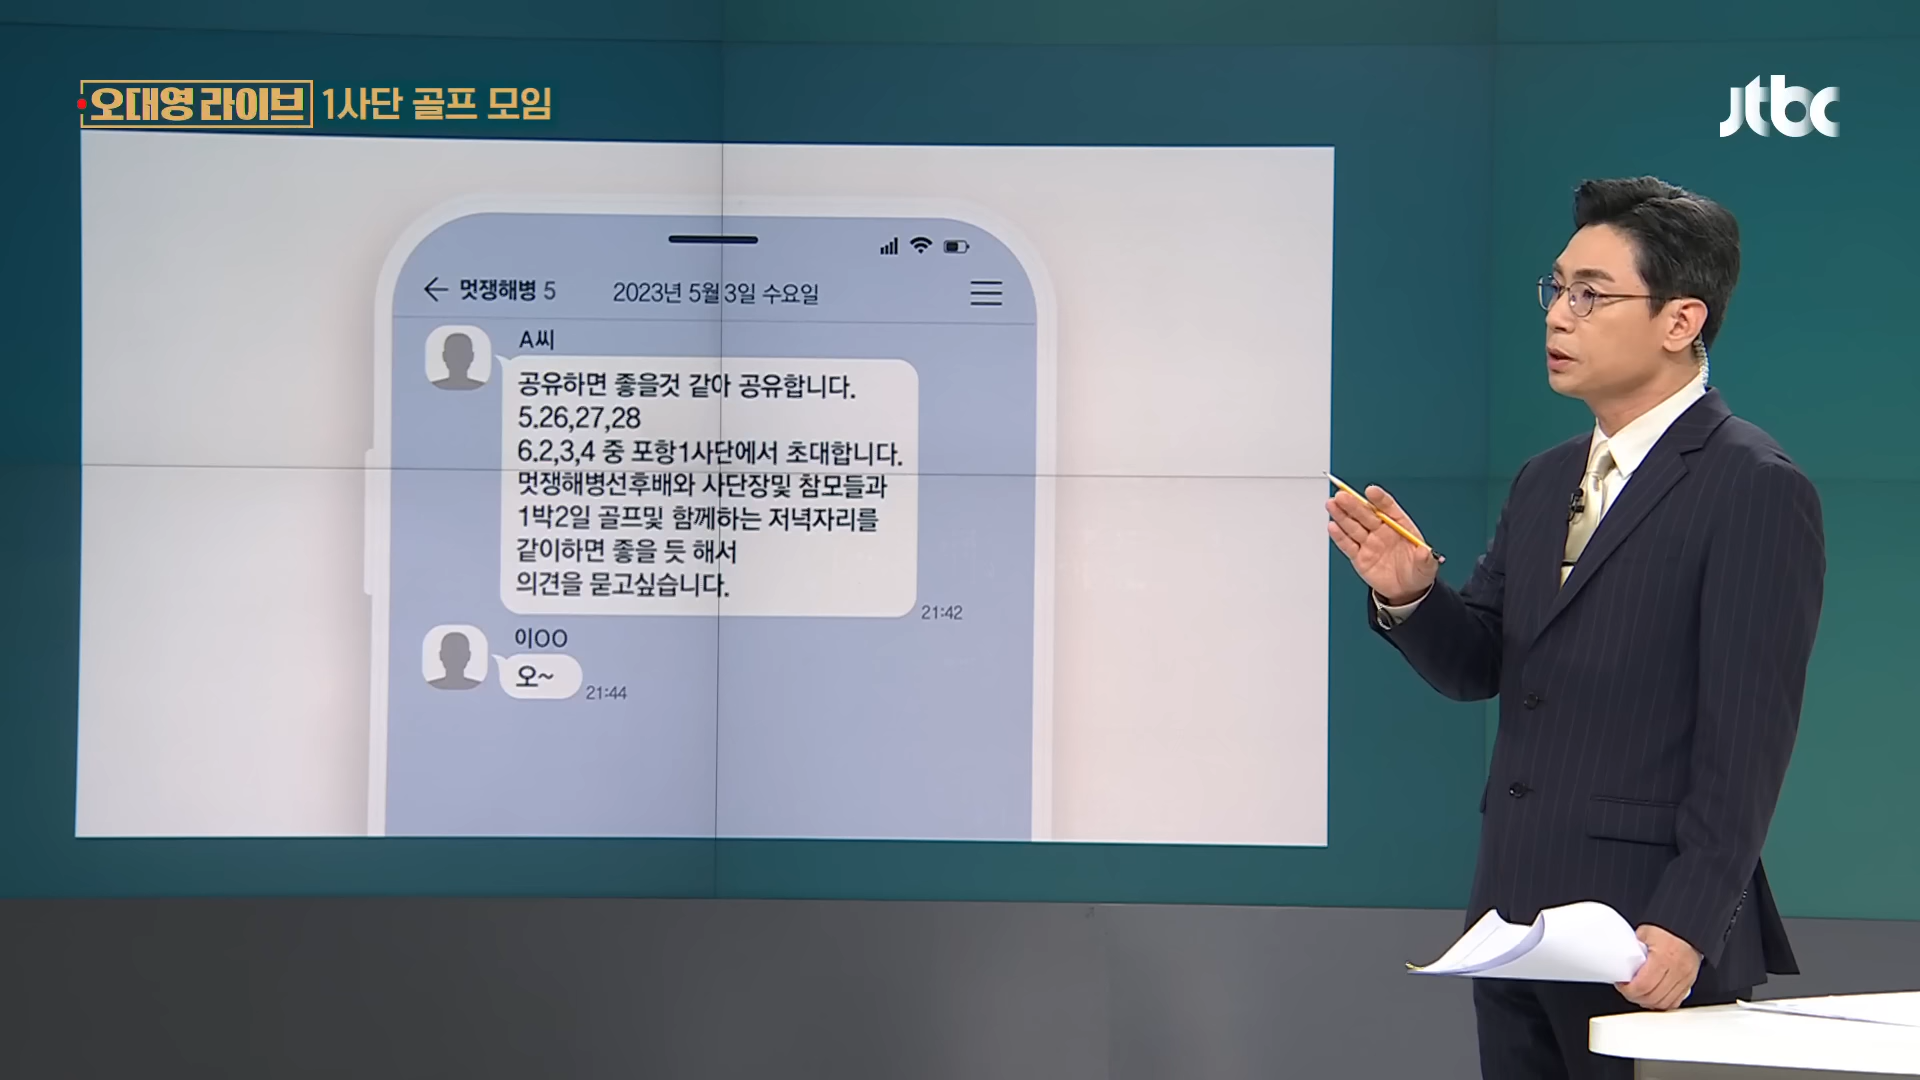 오대영 라이브 1사단 골프 모임
jtbc
멋쟁해병 5 2023년 5월 3일 수요일
A씨
공유하면 좋을것 같아 공유합니다.
5.26,27,28
6.2,3,4 중 포항1사단에서 초대합니다.
멋쟁해병선후배와 사단장및 참모들과
1박2일 골프및 함께하는 저녁자리를
같이하면 좋을 듯 해서
의견을 묻고싶습니다.
21:42
이OO
오~
21:44